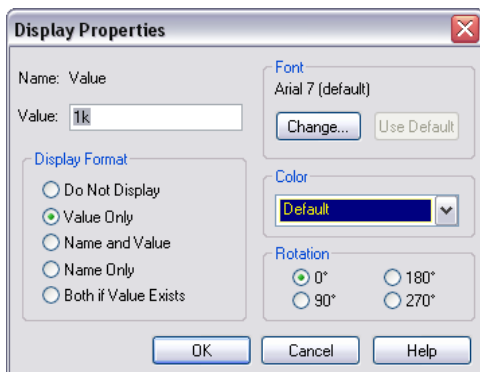 Display Properties
Name: Value
Value: 1k
Display Format
Do Not Display
Value Only
Name and Value
Name Only
Both if Value Exists
Font
Arial 7 (default)
Change...
Use Default
Color
Default
Rotation
0° 180°
90° 270°
OK Cancel Help